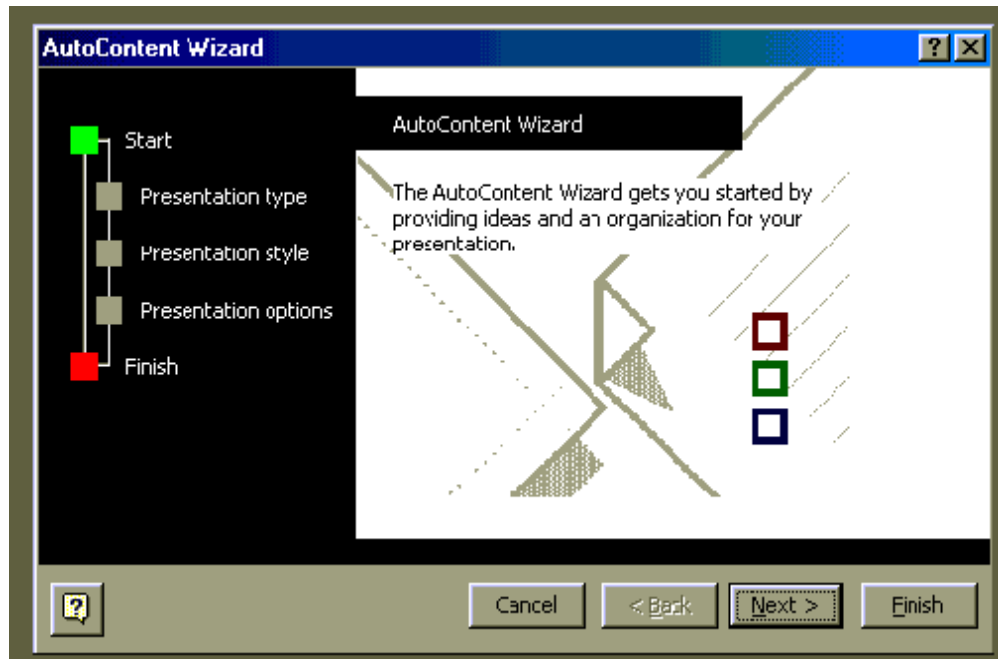 AutoContent Wizard
Start
Presentation type
Presentation style
Presentation options
Finish
AutoContent Wizard
The AutoContent Wizard gets you started by
providing ideas and an organization for your
presentation.
Cancel
< Back
Next >
Finish